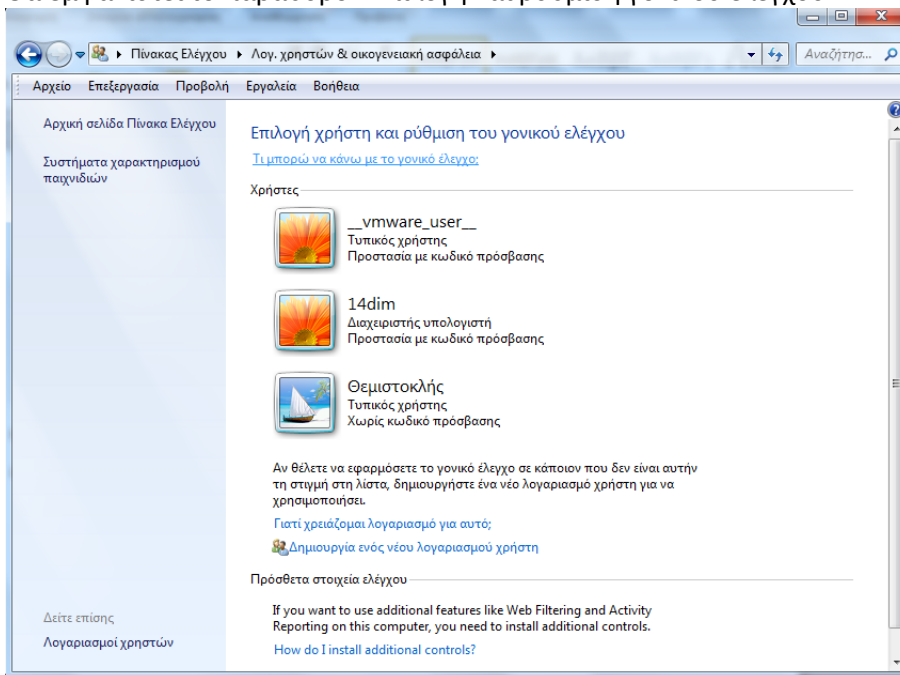 Πίνακας Ελέγχου ▸ Λογ. χρηστών & οικογενειακή ασφάλεια ▸
Αναζήτησ...
Αρχείο Επεξεργασία Προβολή Εργαλεία Βοήθεια
Αρχική σελίδα Πίνακα Ελέγχου
Συστήματα χαρακτηρισμού
παιχνιδιών
Επιλογή χρήστη και ρύθμιση του γονικού ελέγχου
Τι μπορώ να κάνω με το γονικό έλεγχο;
Χρήστες
__vmware_user__
Τυπικός χρήστης
Προστασία με κωδικό πρόσβασης
14dim
Διαχειριστής υπολογιστή
Προστασία με κωδικό πρόσβασης
Θεμιστοκλής
Τυπικός χρήστης
Χωρίς κωδικό πρόσβασης
Αν θέλετε να εφαρμόσετε το γονικό έλεγχο σε κάποιον που δεν είναι αυτήν
τη στιγμή στη λίστα, δημιουργήστε ένα νέο λογαριασμό χρήστη για να
χρησιμοποιήσει.
Γιατί χρειάζομαι λογαριασμό για αυτό;
Δημιουργία ενός νέου λογαριασμού χρήστη
Πρόσθετα στοιχεία ελέγχου
If you want to use additional features like Web Filtering and Activity
Reporting on this computer, you need to install additional controls.
How do I install additional controls?
Δείτε επίσης
Λογαριασμοί χρηστών